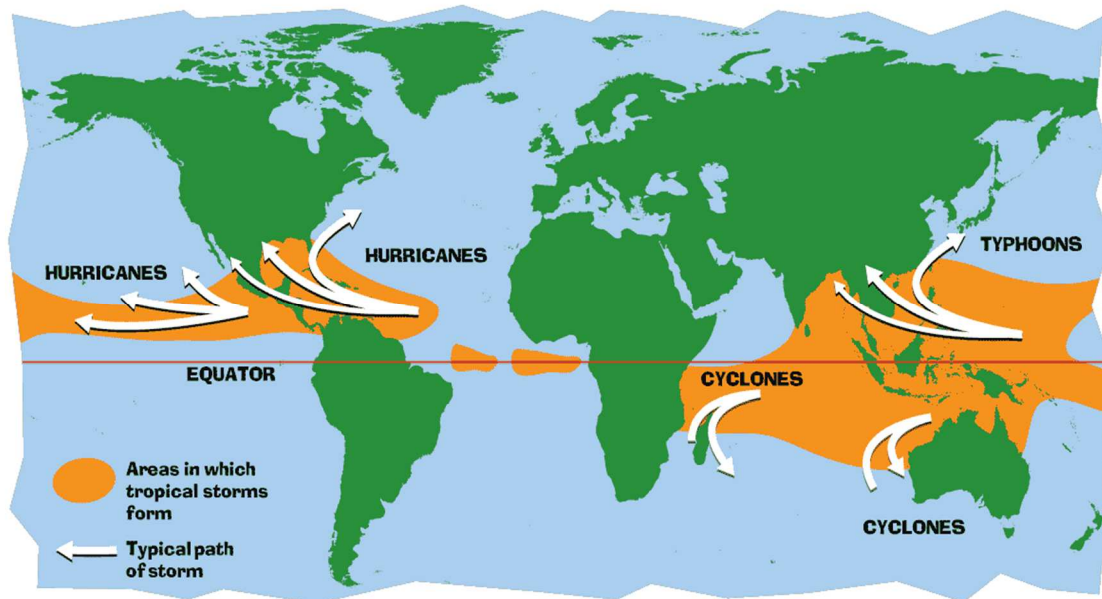 HURRICANES
HURRICANES
TYPHOONS
EQUATOR
CYCLONES
CYCLONES
Areas in which
tropical storms
form
Typical path
of storm